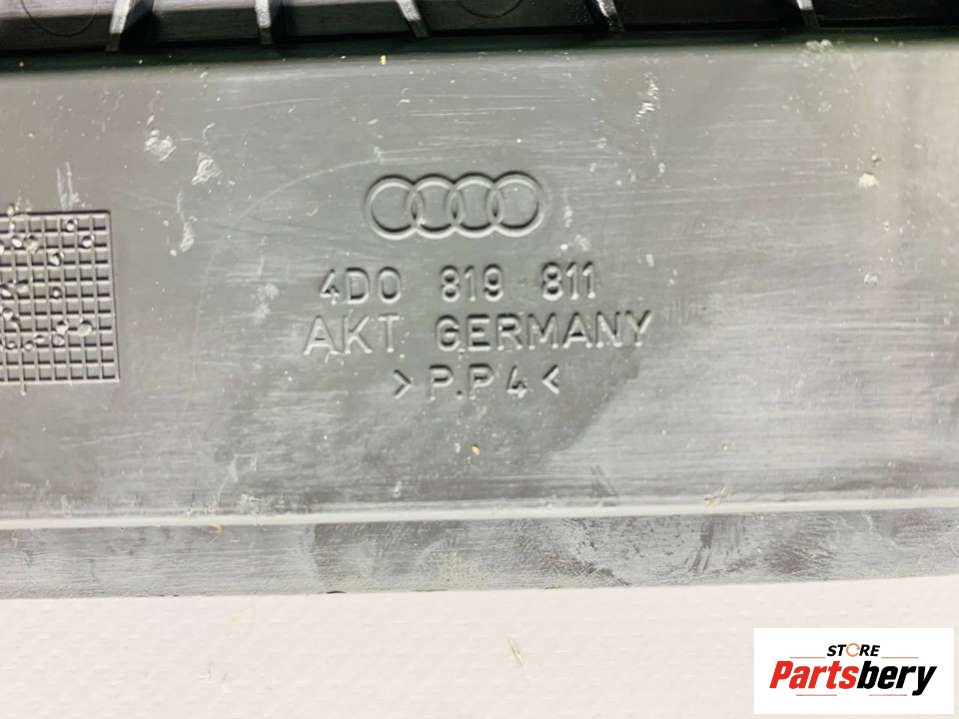 4D0 819 811
AKT GERMANY
>P.P4<
STORE
Partsbery